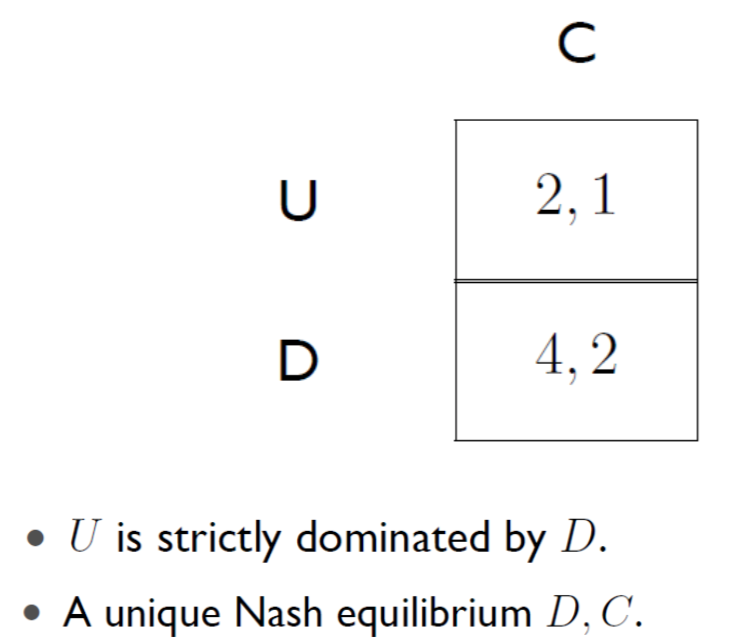 C
U 2, 1
D 4, 2
• U is strictly dominated by D.
• A unique Nash equilibrium D, C.